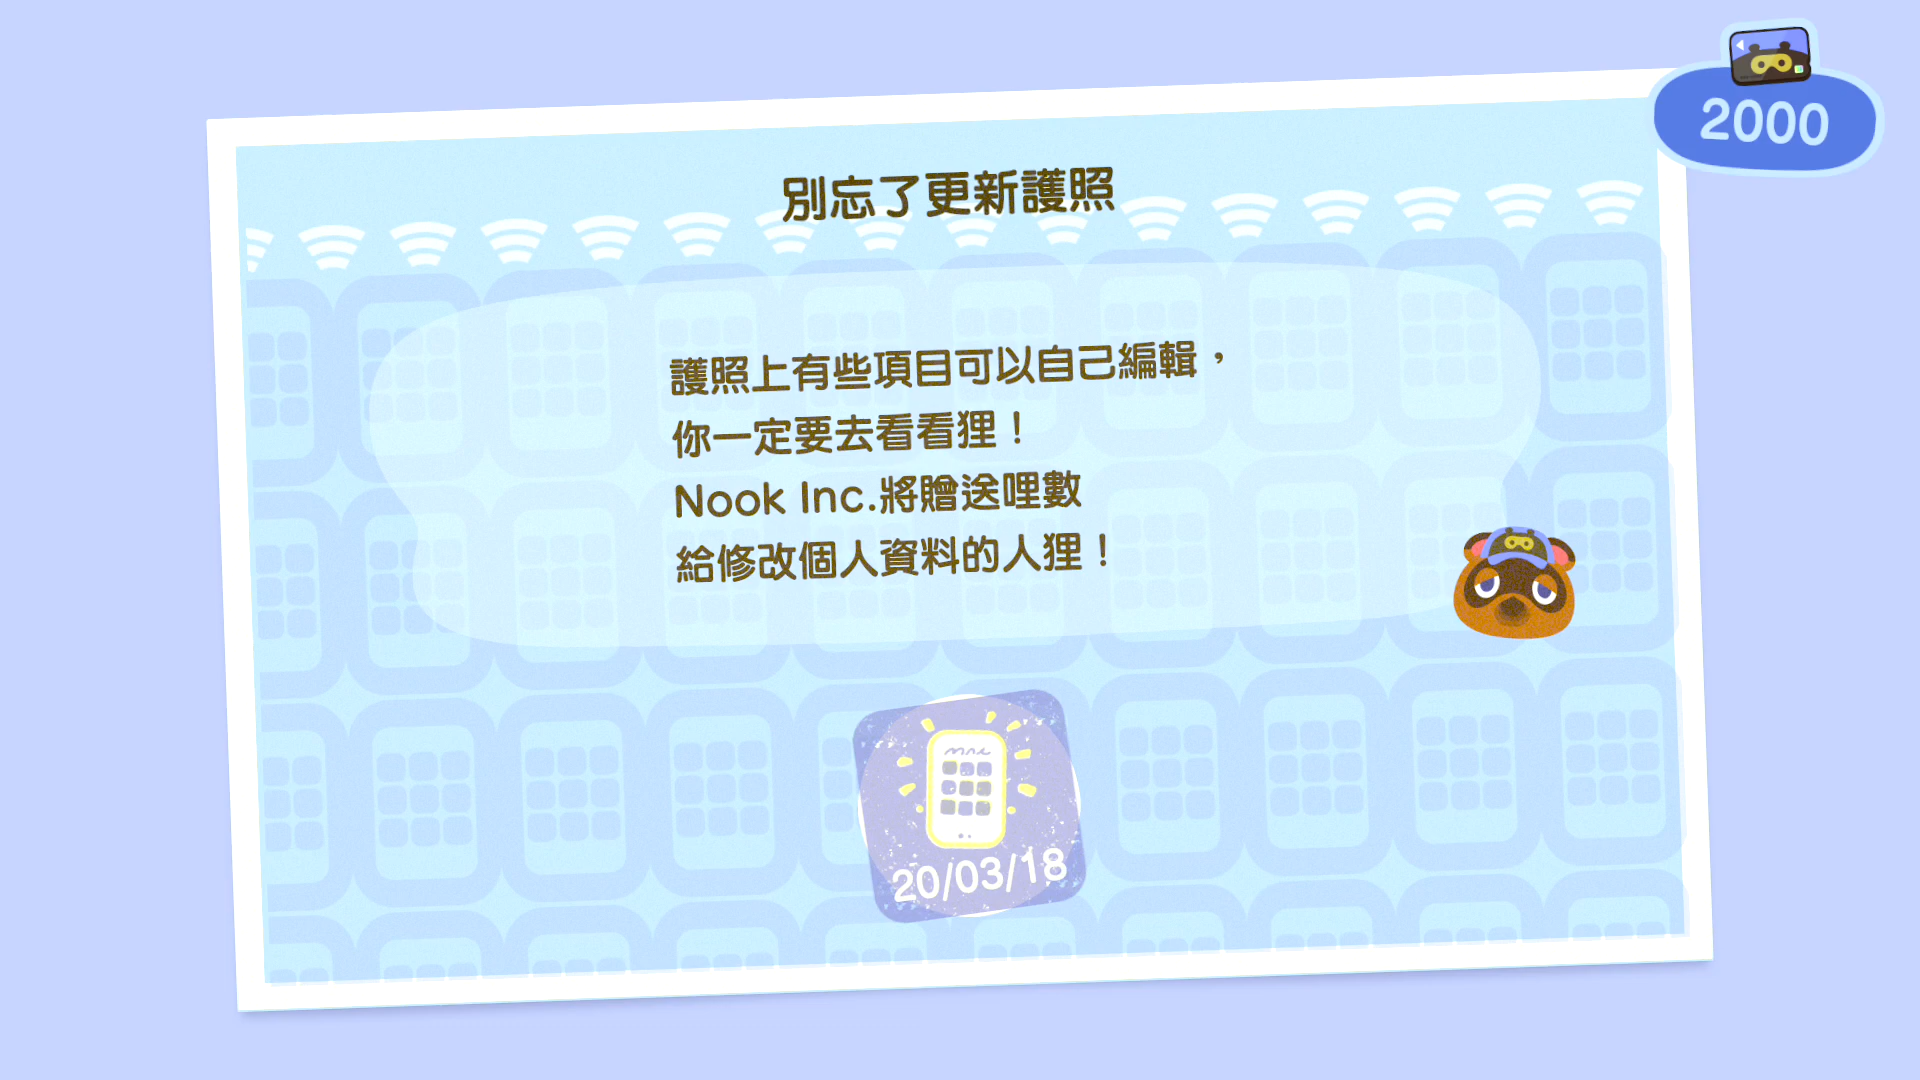 2000
別忘了更新護照
護照上有些項目可以自己編輯，
你一定要去看看狸！
Nook Inc.將贈送哩數
給修改個人資料的人狸！
20/03/18